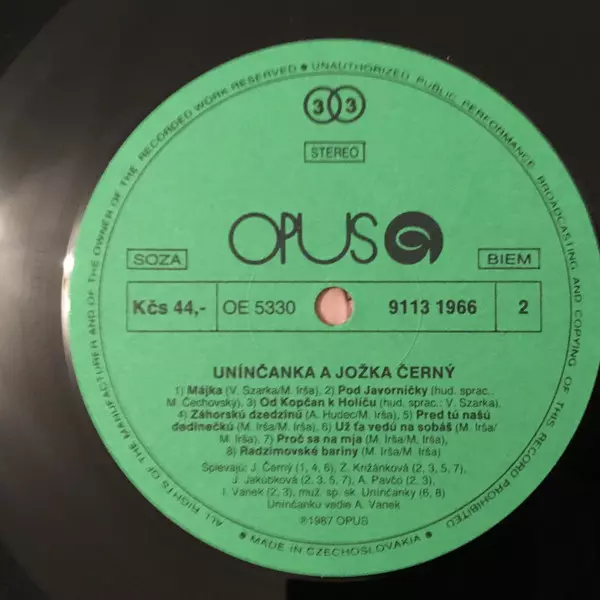 ALL RIGHTS OF THE MANUFACTURER AND OF THE OWNER OF THE RECORDED WORK RESERVED ● UNAUTHORIZED PUBLIC PERFORMANCE BROADCASTING AND COPYING OF THIS RECORD PROHIBITED
33
STEREO
OPUS
SOZA
BIEM
Kčs 44,- OE 5330 9113 1966 2
UNÍNČANKA A JOŽKA ČERNÝ
1) Májka (V. Szarka/M. Irša), 2) Pod Javorníčky (hud. sprac.:
M. Čechovský), 3) Od Kopčan k Holíču (hud. sprac.: V. Szarka),
4) Záhorskú dzedzinú (A. Hudec/M. Irša), 5) Pred tú našú
dedinečkú (M. Irša/M. Irša), 6) Už ťa vedú na sobáš (M. Irša/
M. Irša), 7) Proč sa na mja (M. Irša/M. Irša),
8) Radzimovské bariny (M. Irša/M. Irša)
Spievajú: J. Černý (1, 4, 6), Z. Križánková (2, 3, 5, 7),
J. Jakúbková (2, 3, 5, 7), A. Pavčo (2, 3),
I. Vanek (2, 3), muž. sp. sk. Unínčanky (6, 8)
Unínčanku vedie A. Vanek
℗1987 OPUS
● MADE IN CZECHOSLOVAKIA ●